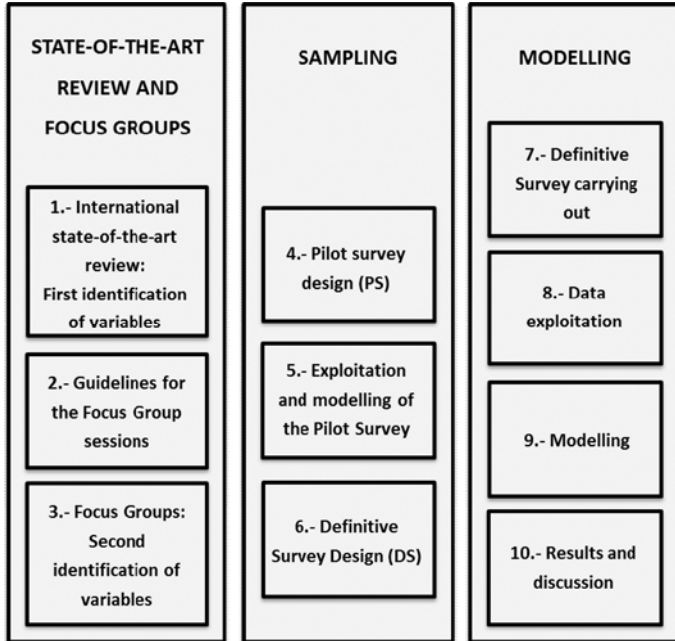 STATE-OF-THE-ART
REVIEW AND
FOCUS GROUPS
1.- International
state-of-the-art
review:
First identification
of variables
2.- Guidelines for
the Focus Group
sessions
3.- Focus Groups:
Second
identification of
variables
SAMPLING
4.- Pilot survey
design (PS)
5.- Exploitation
and modelling of
the Pilot Survey
6.- Definitive
Survey Design (DS)
MODELLING
7.- Definitive
Survey carrying
out
8.- Data
exploitation
9.- Modelling
10.- Results and
discussion